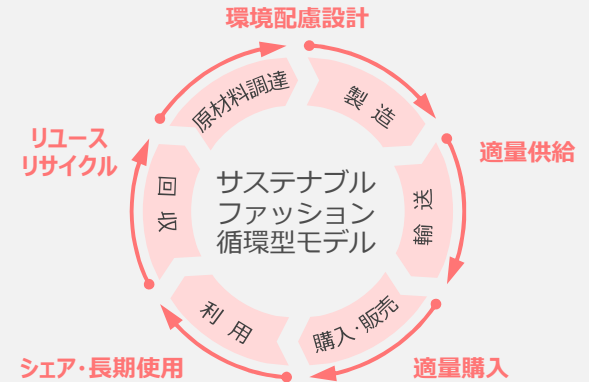 環境配慮設計
原材料調達
製造
リユース
リサイクル
適量供給
サステナブル
ファッション
循環型モデル
回収
輸送
利用
購入・販売
シェア・長期使用
適量購入